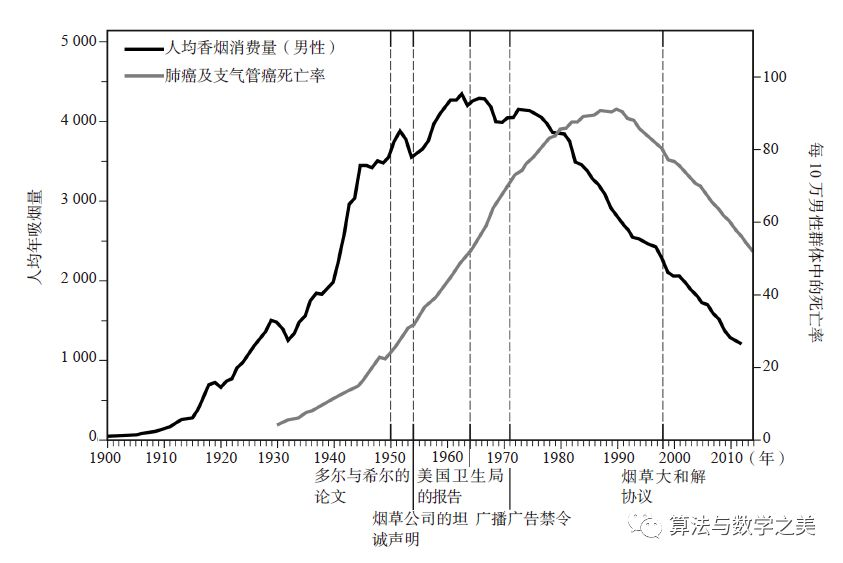 人均香烟消费量（男性）
肺癌及支气管癌死亡率
5 000
4 000
3 000
2 000
1 000
0
人均年吸烟量
100
80
60
40
20
0
每10万男性群体中的死亡率
1900 1910 1920 1930 1940 1950 1960 1970 1980 1990 2000 2010（年）
多尔与希尔的
论文
美国卫生局
的报告
烟草大和解
协议
烟草公司的坦
诚声明
广播广告禁令
算法与数学之美